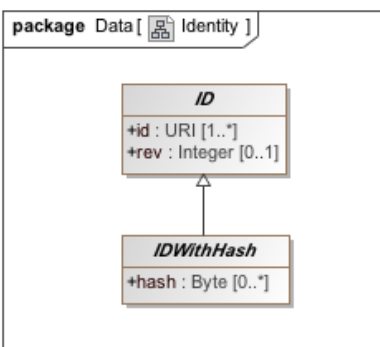 package Data [ Identity ]
ID
+id : URI [1..*]
+rev : Integer [0..1]
IDWithHash
+hash : Byte [0..*]